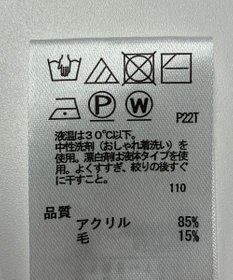 P W
P22T
液温は30℃以下。
中性洗剤(おしゃれ着洗い)を
使用。漂白剤は液体タイプを使
用。よくすすぎ、絞りの後すぐ
に干すこと。
110
品質
アクリル 85%
毛 15%